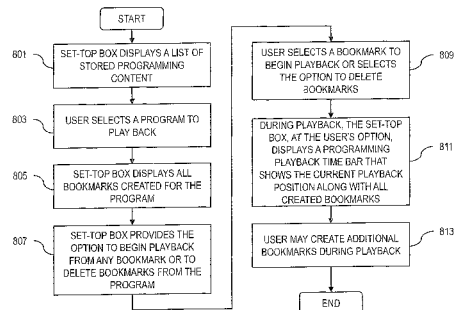 START
601
SET-TOP BOX DISPLAYS A LIST OF
STORED PROGRAMMING
CONTENT
803
USER SELECTS A PROGRAM TO
PLAY BACK
805
SET-TOP BOX DISPLAYS ALL
BOOKMARKS CREATED FOR THE
PROGRAM
807
SET-TOP BOX PROVIDES THE
OPTION TO BEGIN PLAYBACK
FROM ANY BOOKMARK OR TO
DELETE BOOKMARKS FROM THE
PROGRAM
USER SELECTS A BOOKMARK TO
BEGIN PLAYBACK OR SELECTS
THE OPTION TO DELETE
BOOKMARKS
809
DURING PLAYBACK, THE SET-TOP
BOX, AT THE USER'S OPTION,
DISPLAYS A PROGRAMMING
PLAYBACK TIME BAR THAT
SHOWS THE CURRENT PLAYBACK
POSITION ALONG WITH ALL
CREATED BOOKMARKS
811
USER MAY CREATE ADDITIONAL
BOOKMARKS DURING PLAYBACK
813
END